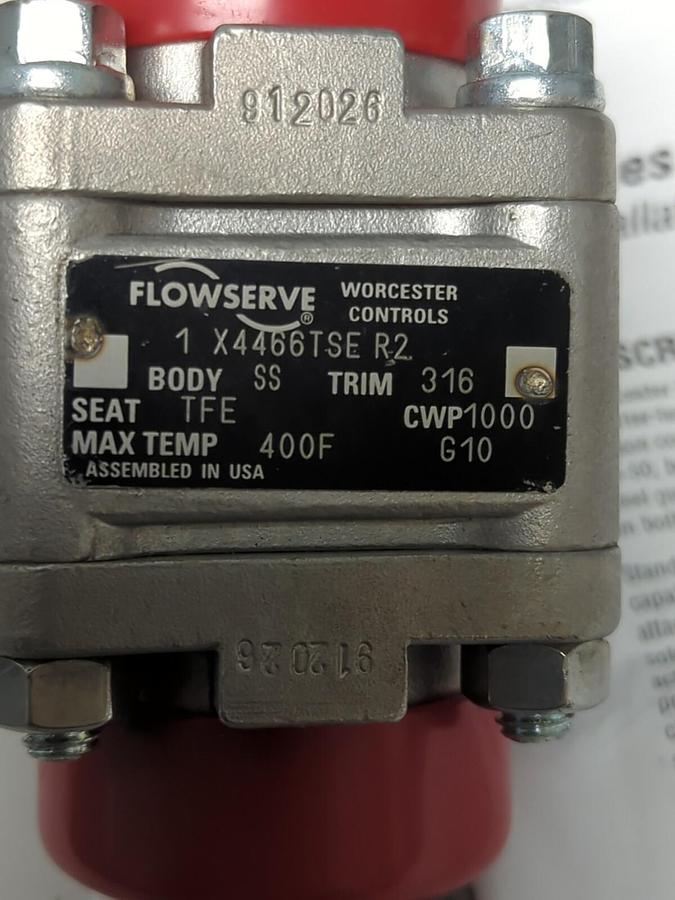 912026
FLOWSERVE ® WORCESTER CONTROLS
1 X4466TSE R2
BODY SS TRIM 316
SEAT TFE CWP1000
MAX TEMP 400F G10
ASSEMBLED IN USA
912026